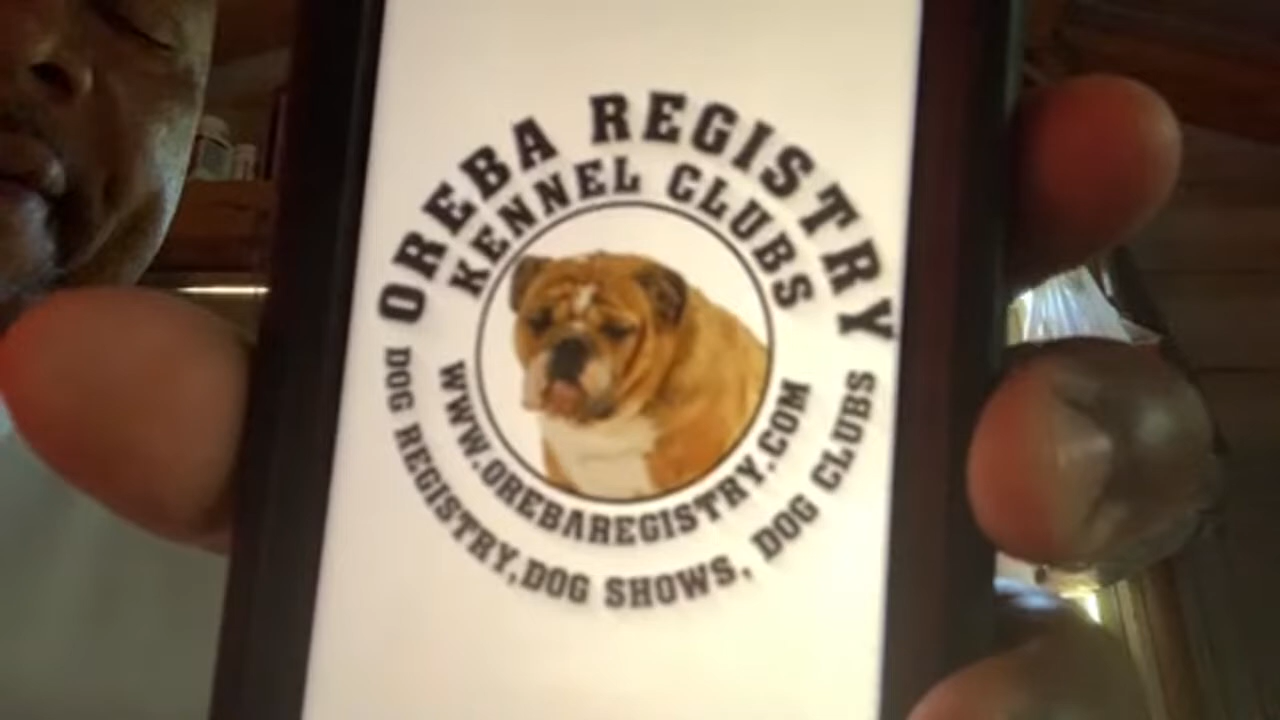 OREBA REGISTRY
KENNEL CLUBS
WWW.OREBAREGISTRY.COM
DOG REGISTRY,DOG SHOWS, DOG CLUBS